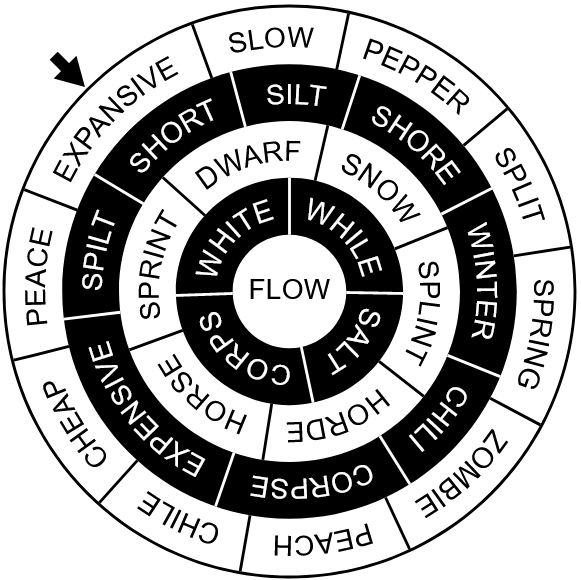 EXPANSIVE
SLOW
PEPPER
SPLIT
SPRING
ZOMBIE
PEACH
CHILE
CHEAP
PEACE
SHORT
SILT
SHORE
WINTER
CHILI
CORPSE
EXPENSIVE
SPILT
DWARF
SNOW
SPLINT
HORDE
HORSE
SPRINT
WHITE
WHILE
SALT
CORPS
FLOW